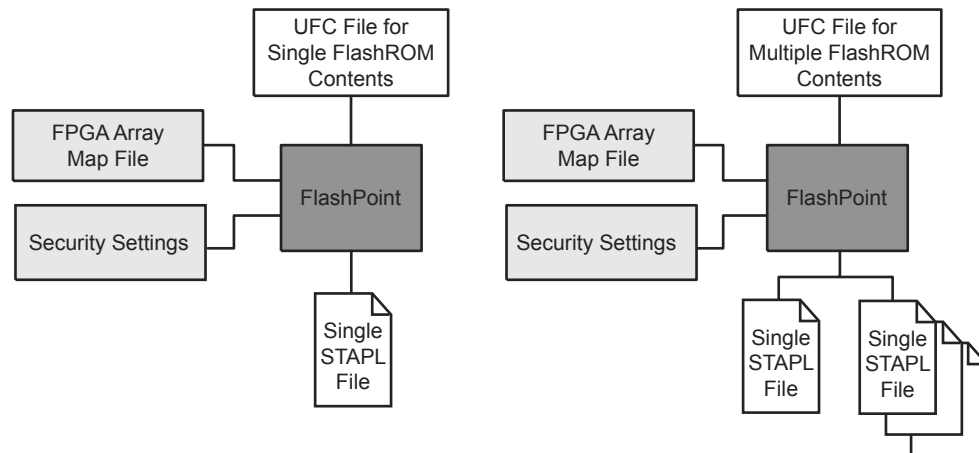 UFC File for
Single FlashROM
Contents
FPGA Array
Map File
FlashPoint
Security Settings
Single
STAPL
File
UFC File for
Multiple FlashROM
Contents
FPGA Array
Map File
FlashPoint
Security Settings
Single
STAPL
File
Single
STAPL
File